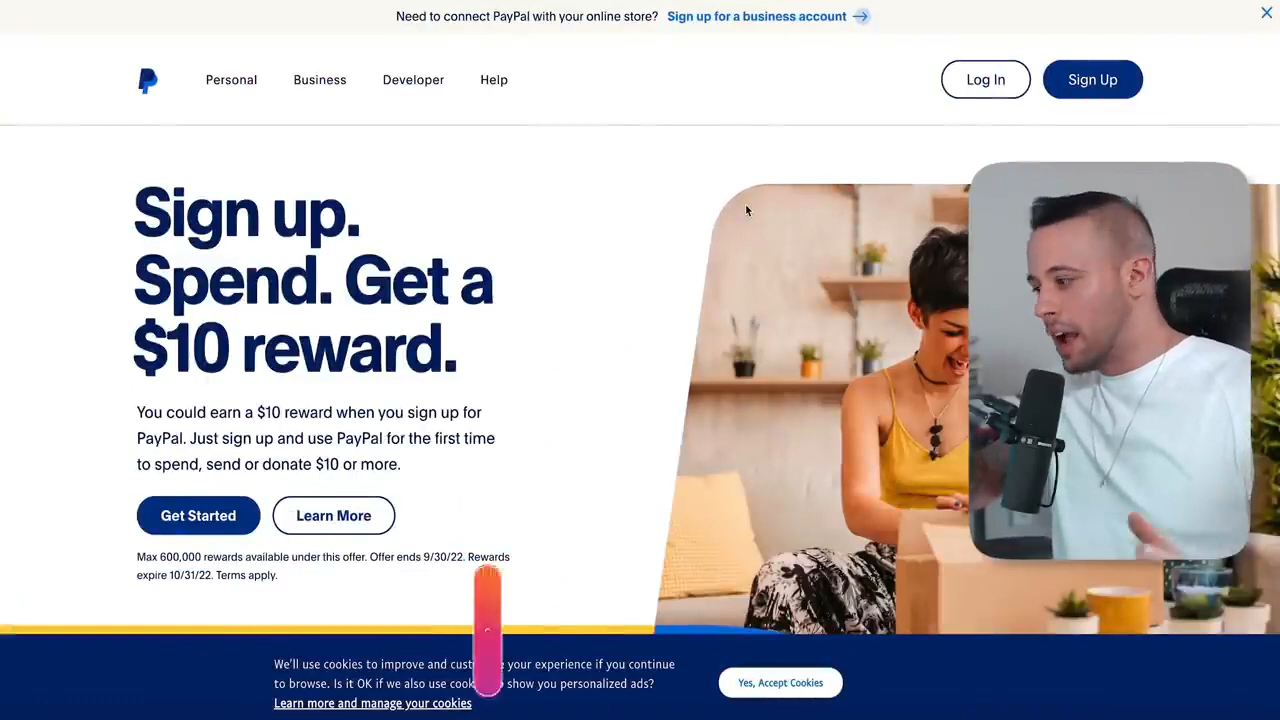 Need to connect PayPal with your online store? Sign up for a business account
Personal Business Developer Help
Log In Sign Up
Sign up.
Spend. Get a
$10 reward.
You could earn a $10 reward when you sign up for
PayPal. Just sign up and use PayPal for the first time
to spend, send or donate $10 or more.
Get Started Learn More
Max 600,000 rewards available under this offer. Offer ends 9/30/22. Rewards
expire 10/31/22. Terms apply.
We'll use cookies to improve and your experience if you continue
to browse. Is it OK if we also use show you personalized ads?
Learn more and manage your cookies
Yes, Accept Cookies